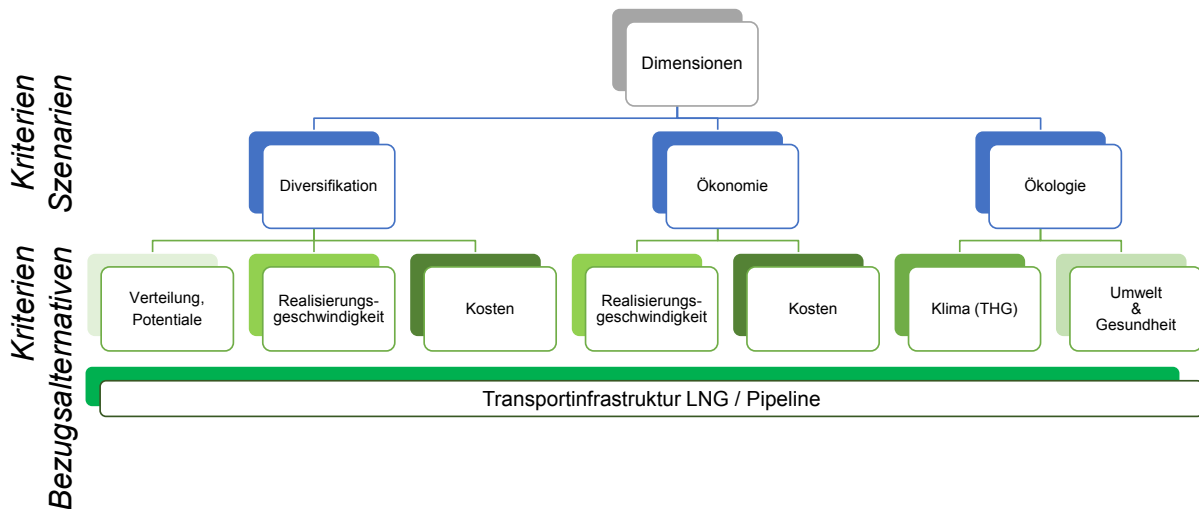 Dimensionen
Kriterien
Szenarien
Diversifikation
Ökonomie
Ökologie
Kriterien
Bezugsalternativen
Verteilung,
Potentiale
Realisierungs-
geschwindigkeit
Kosten
Realisierungs-
geschwindigkeit
Kosten
Klima (THG)
Umwelt
&
Gesundheit
Transportinfrastruktur LNG / Pipeline